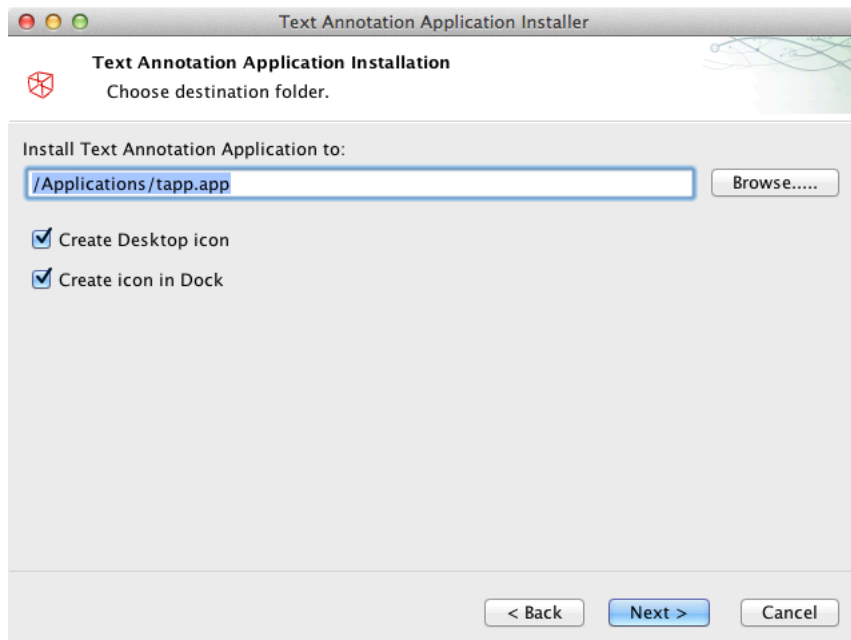 Text Annotation Application Installer
Text Annotation Application Installation
Choose destination folder.
Install Text Annotation Application to:
/Applications/tapp.app
Browse.....
Create Desktop icon
Create icon in Dock
< Back
Next >
Cancel